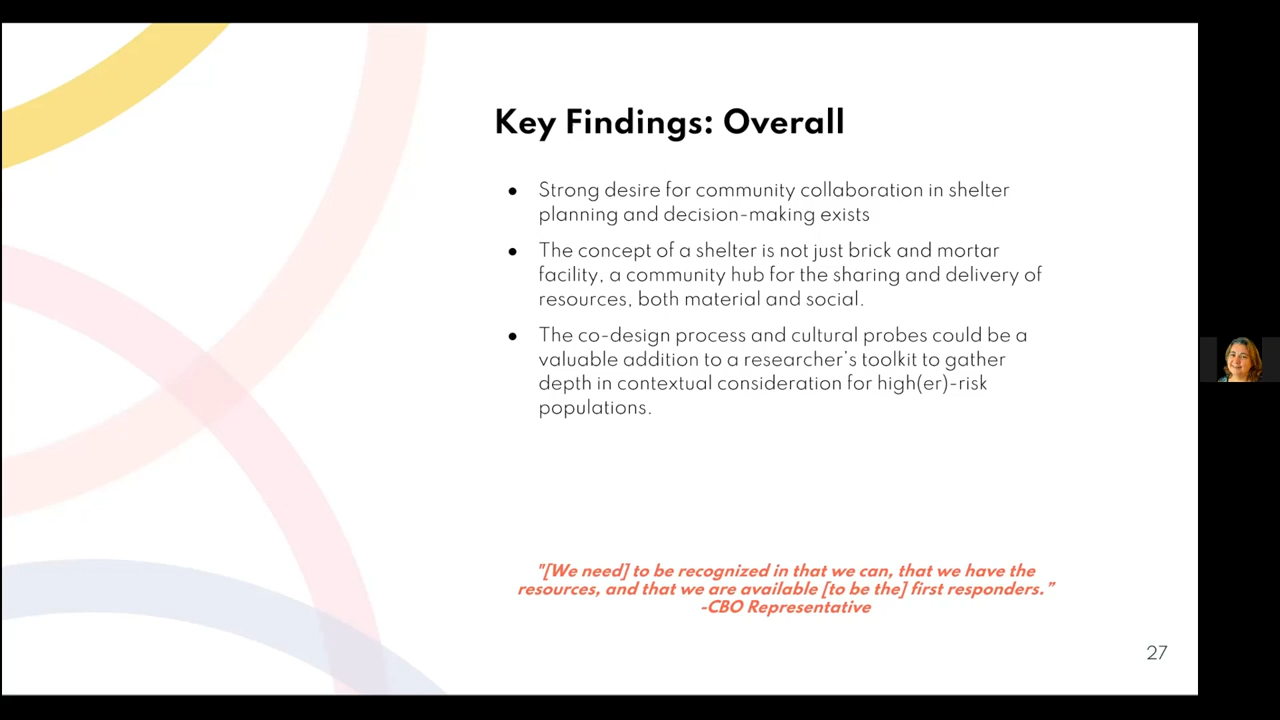 Key Findings: Overall
● Strong desire for community collaboration in shelter
planning and decision-making exists
● The concept of a shelter is not just brick and mortar
facility, a community hub for the sharing and delivery of
resources, both material and social.
● The co-design process and cultural probes could be a
valuable addition to a researcher's toolkit to gather
depth in contextual consideration for high(er)-risk
populations.
"[We need] to be recognized in that we can, that we have the
resources, and that we are available [to be the] first responders."
-CBO Representative
27